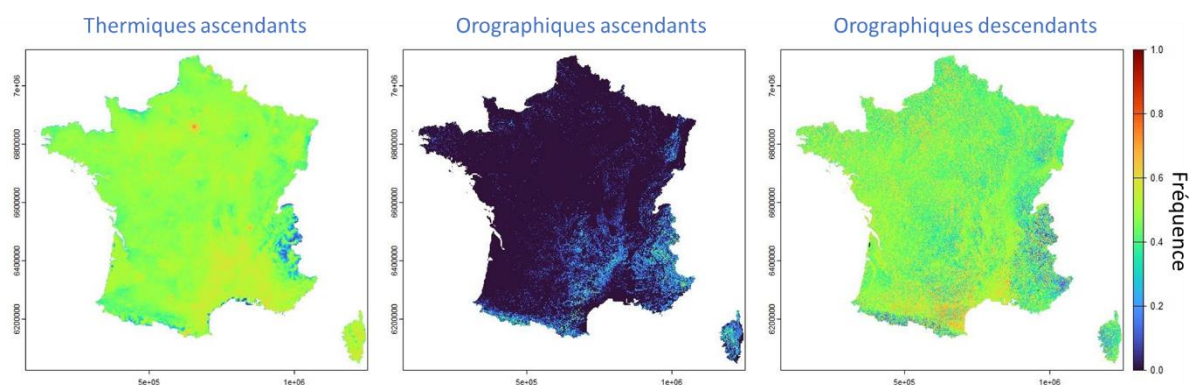 Thermiques ascendants
Orographiques ascendants
Orographiques descendants
7e+06
6800000
6600000
6400000
6200000
5e+05
1e+06
7e+06
6800000
6600000
6400000
6200000
5e+05
1e+06
7e+06
6800000
6600000
6400000
6200000
5e+05
1e+06
1.0
0.8
0.6
0.4
0.2
0.0
Fréquence